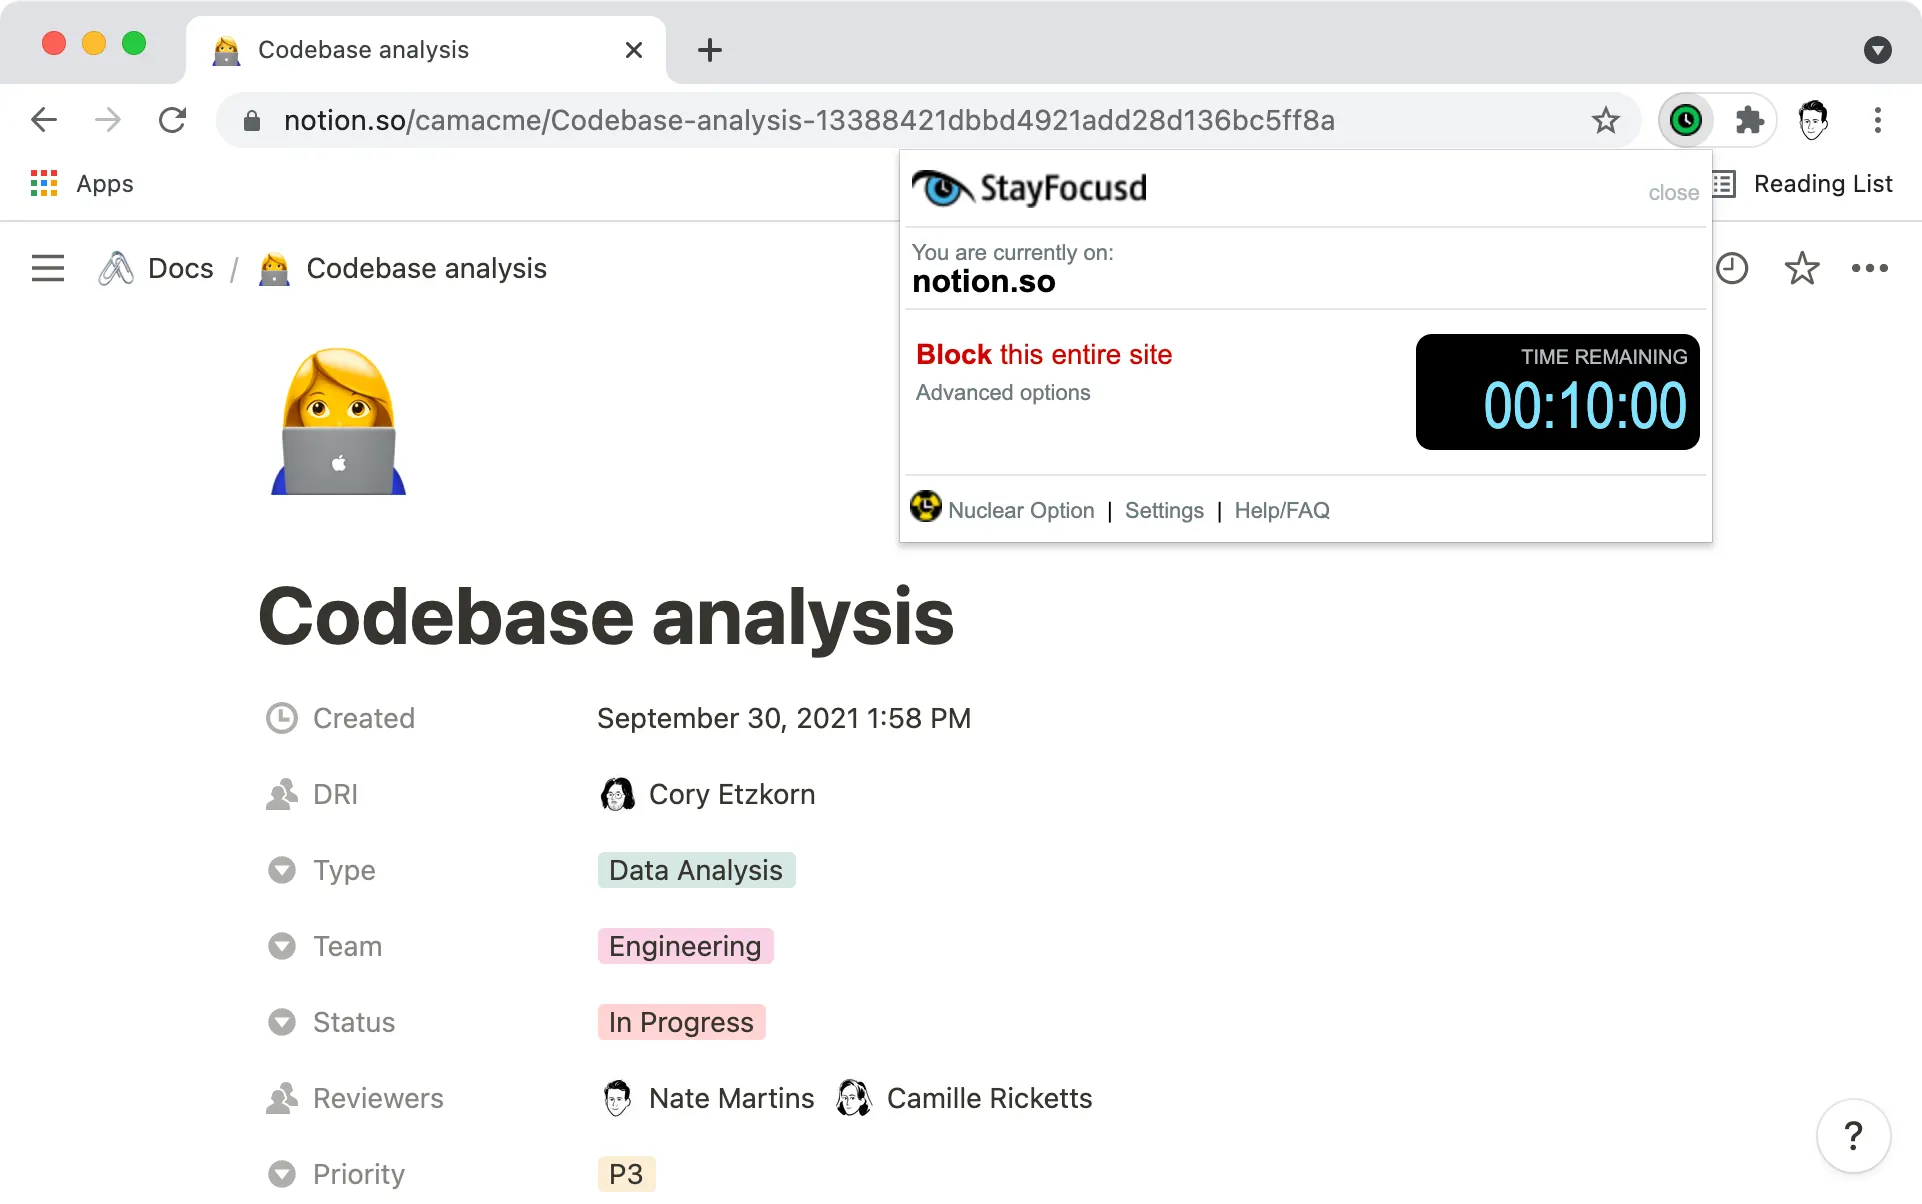 Codebase analysis
notion.so/camacme/Codebase-analysis-13388421dbbd4921add28d136bc5ff8a
Apps
Reading List
StayFocusd
close
You are currently on:
notion.so
Block this entire site
Advanced options
TIME REMAINING
00:10:00
Nuclear Option | Settings | Help/FAQ
Docs / Codebase analysis
Codebase analysis
Created September 30, 2021 1:58 PM
DRI Cory Etzkorn
Type Data Analysis
Team Engineering
Status In Progress
Reviewers Nate Martins Camille Ricketts
Priority P3
?